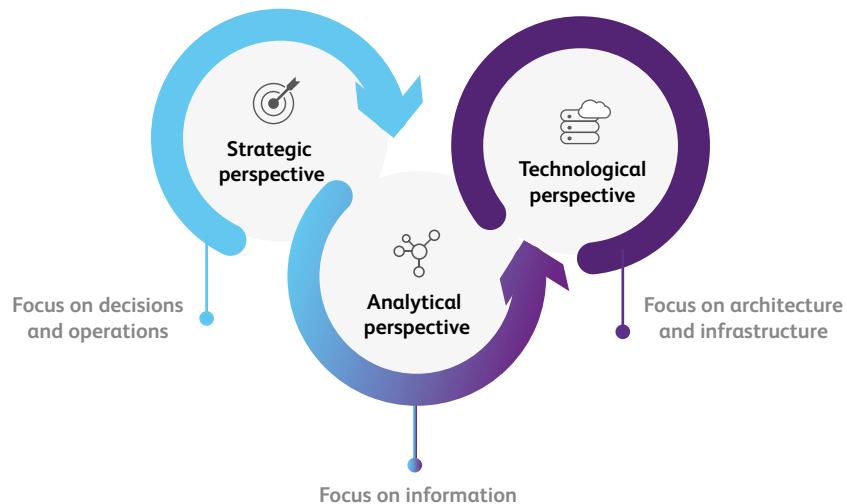 Strategic
perspective
Technological
perspective
Analytical
perspective
Focus on decisions
and operations
Focus on architecture
and infrastructure
Focus on information